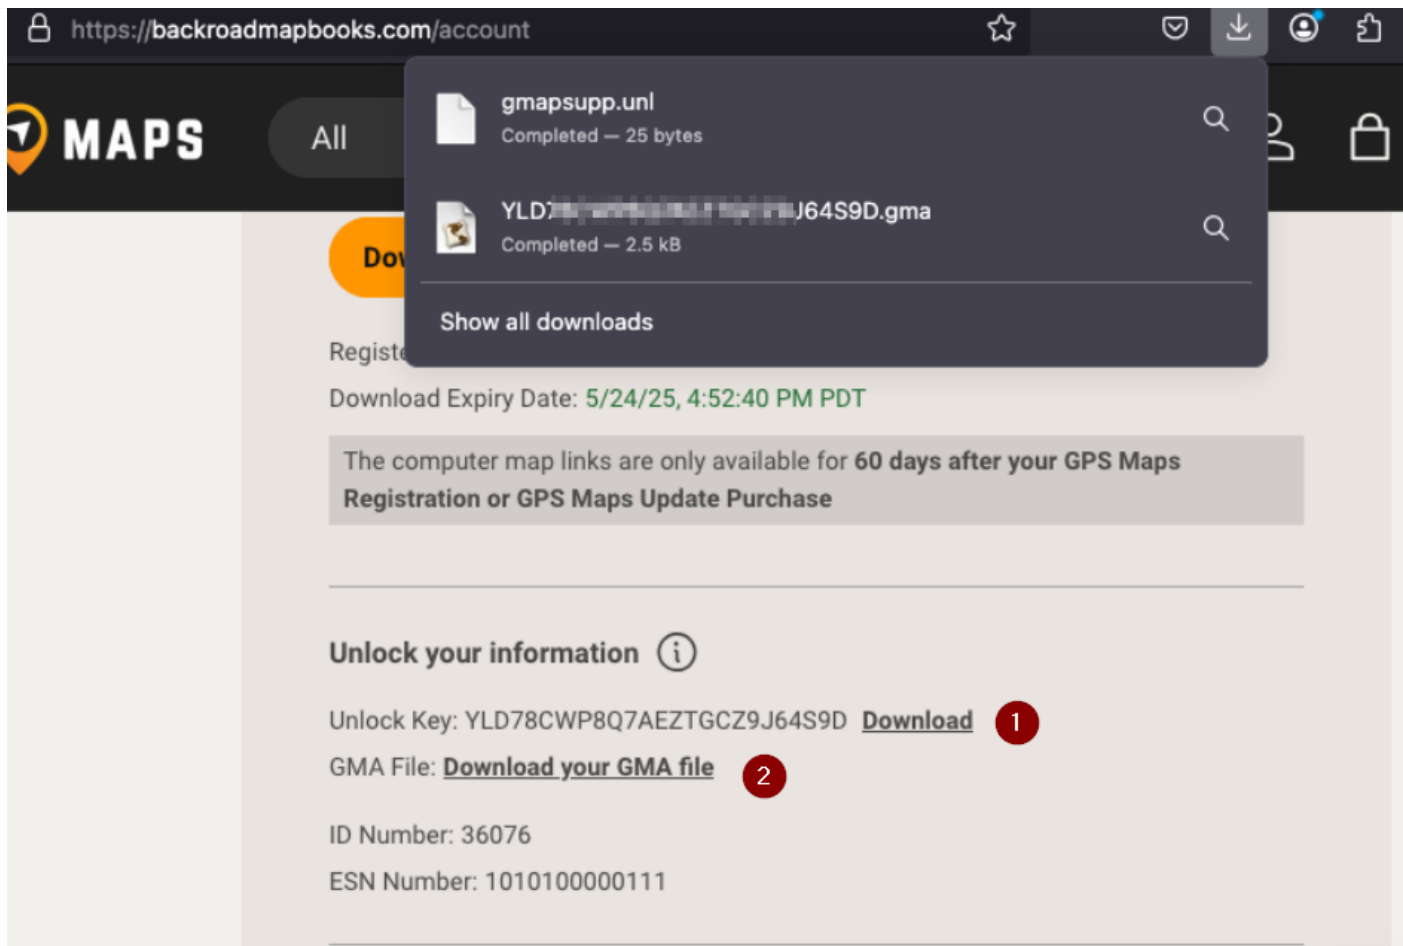 https://backroadmapbooks.com/account
MAPS
All
gmapsupp.unl
Completed — 25 bytes
J64S9D.gma
Completed — 2.5 kB
Show all downloads
Download Expiry Date: 5/24/25, 4:52:40 PM PDT
The computer map links are only available for 60 days after your GPS Maps
Registration or GPS Maps Update Purchase
Unlock your information
Unlock Key: YLD78CWP8Q7AEZTGCZ9J64S9D Download 1
GMA File: Download your GMA file 2
ID Number: 36076
ESN Number: 1010100000111